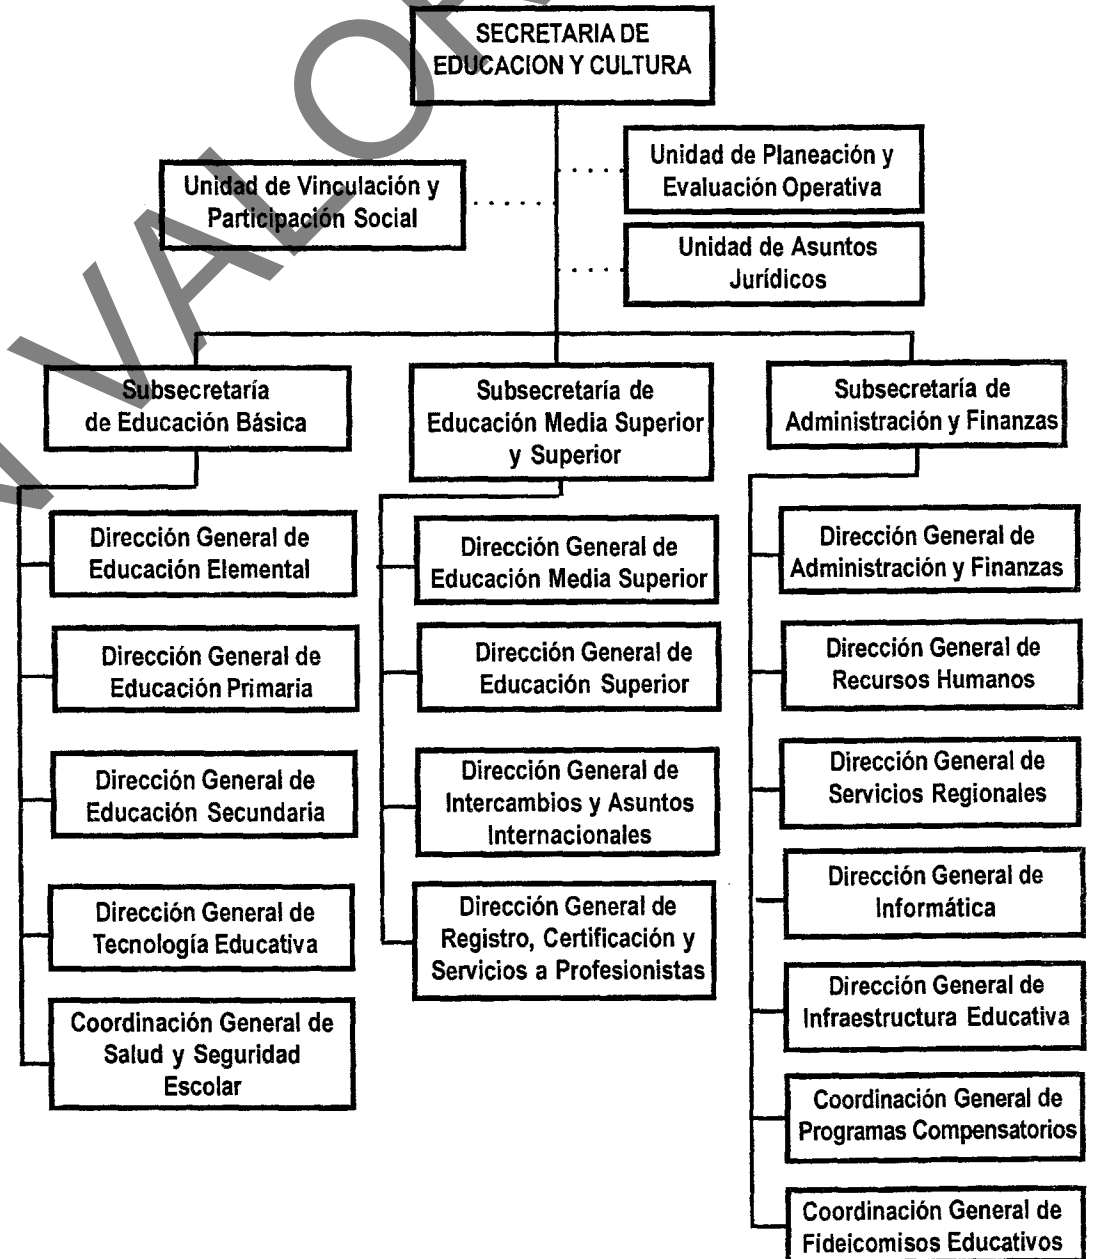 SECRETARIA DE
EDUCACION Y CULTURA
Unidad de Planeación y
Evaluación Operativa
Unidad de Vinculación y
Participación Social
Unidad de Asuntos
Jurídicos
Subsecretaría
de Educación Básica
Subsecretaría de
Educación Media Superior
y Superior
Subsecretaría de
Administración y Finanzas
Dirección General de
Educación Elemental
Dirección General de
Educación Primaria
Dirección General de
Educación Secundaria
Dirección General de
Tecnología Educativa
Coordinación General de
Salud y Seguridad
Escolar
Dirección General de
Educación Media Superior
Dirección General de
Educación Superior
Dirección General de
Intercambios y Asuntos
Internacionales
Dirección General de
Registro, Certificación y
Servicios a Profesionistas
Dirección General de
Administración y Finanzas
Dirección General de
Recursos Humanos
Dirección General de
Servicios Regionales
Dirección General de
Informática
Dirección General de
Infraestructura Educativa
Coordinación General de
Programas Compensatorios
Coordinación General de
Fideicomisos Educativos